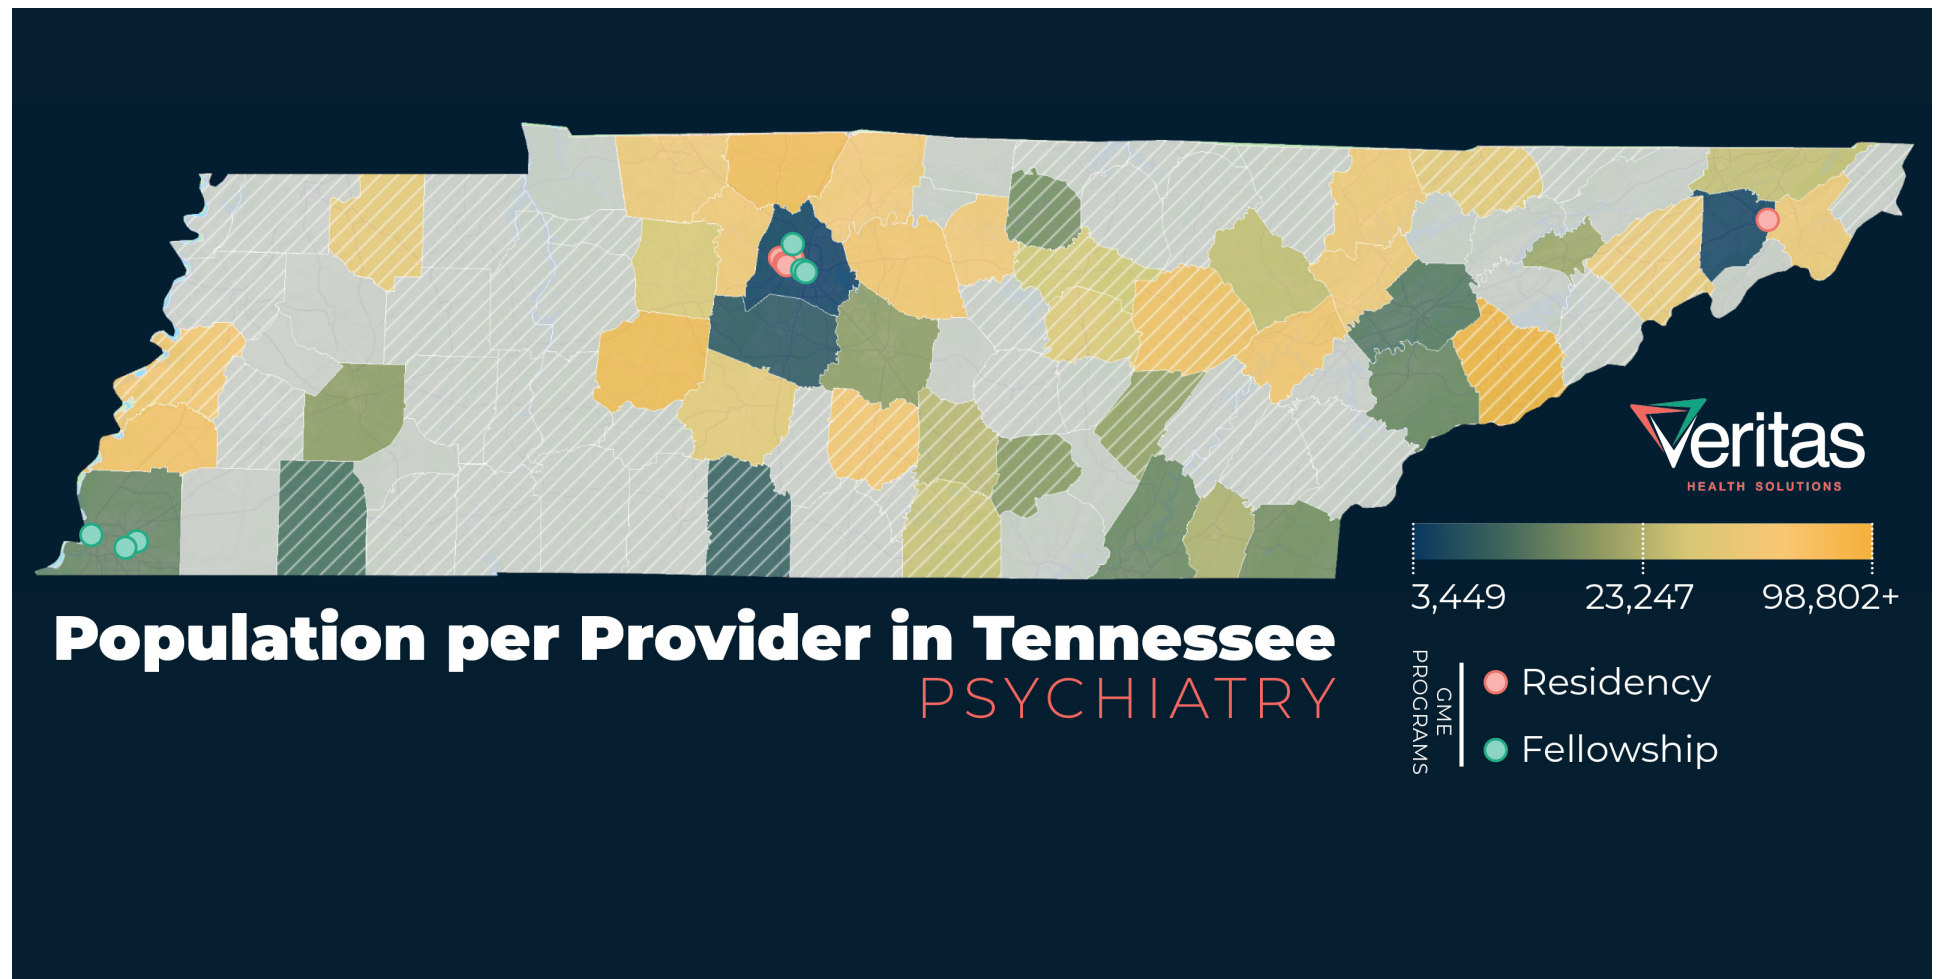 Veritas
HEALTH SOLUTIONS
3,449 23,247 98,802+
Population per Provider in Tennessee
PSYCHIATRY
GME
PROGRAMS
Residency
Fellowship